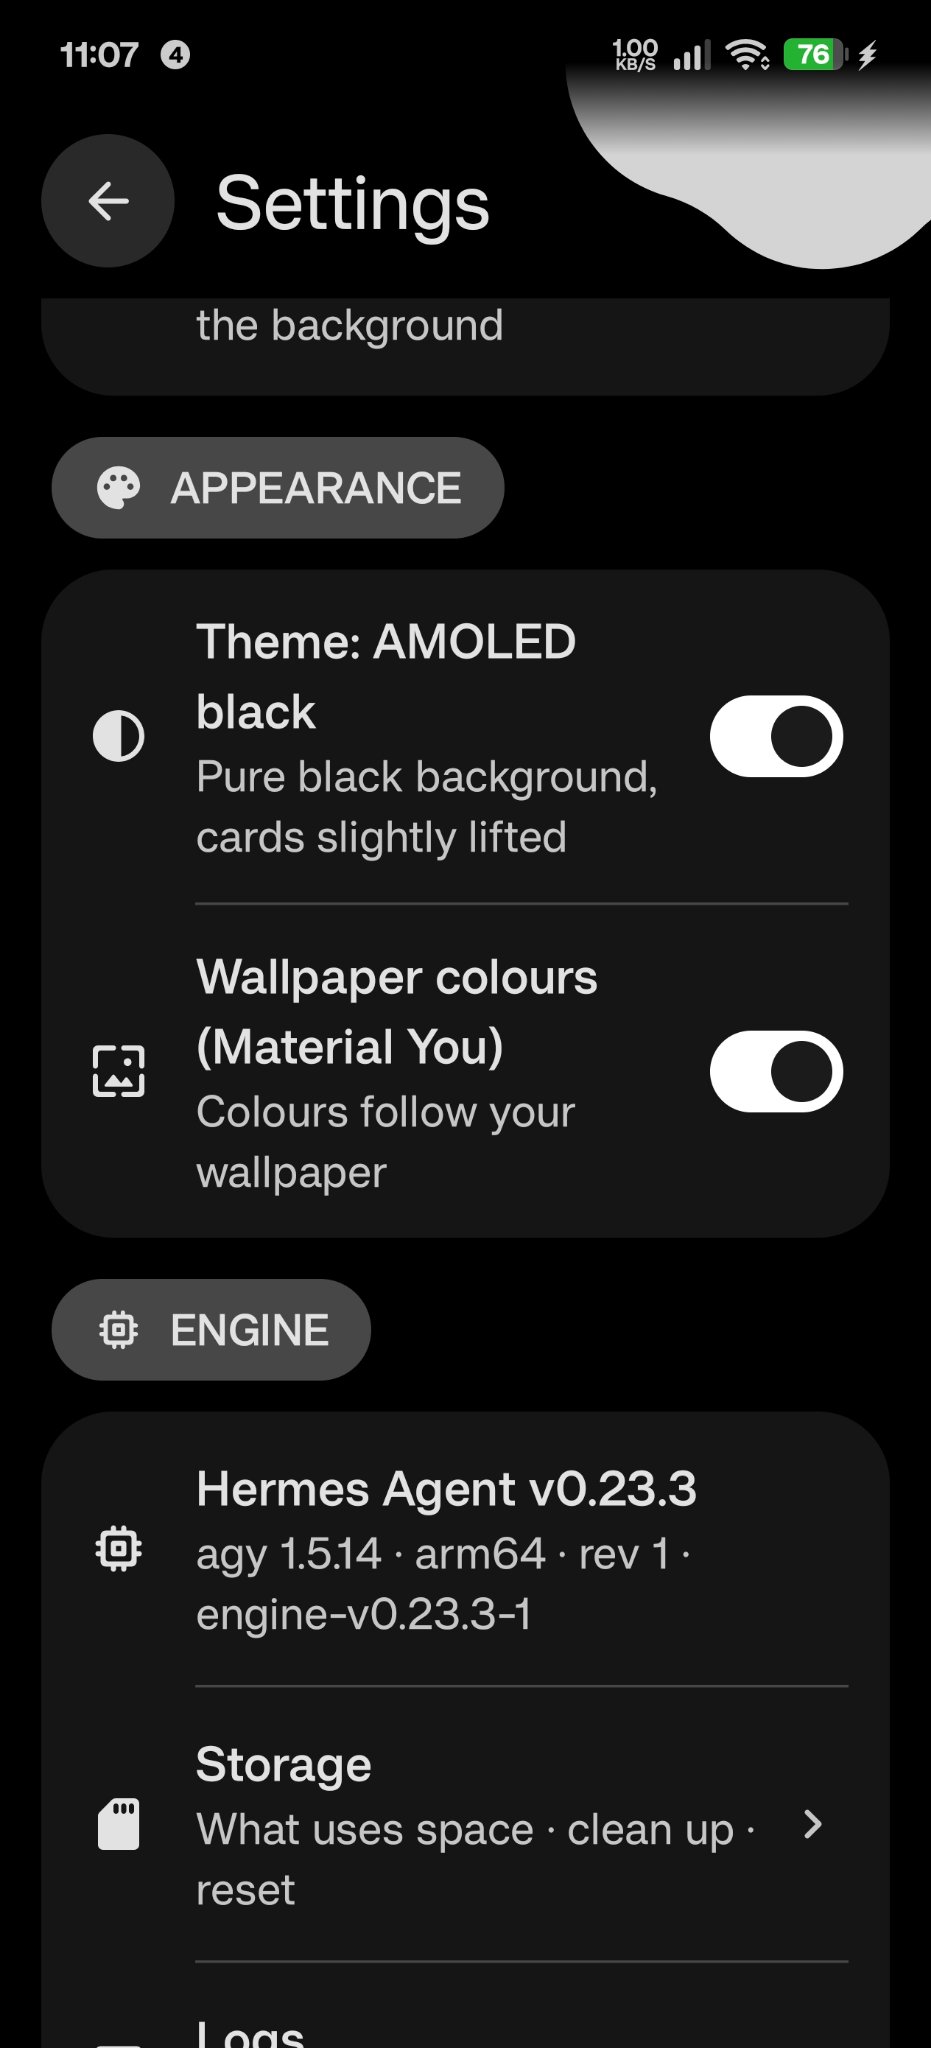 11:07 4 1.00 KB/S 76
Settings
the background
APPEARANCE
Theme: AMOLED
black
Pure black background,
cards slightly lifted
Wallpaper colours
(Material You)
Colours follow your
wallpaper
ENGINE
Hermes Agent v0.23.3
agy 1.5.14 · arm64 · rev 1 ·
engine-v0.23.3-1
Storage
What uses space · clean up ·
reset
Logs